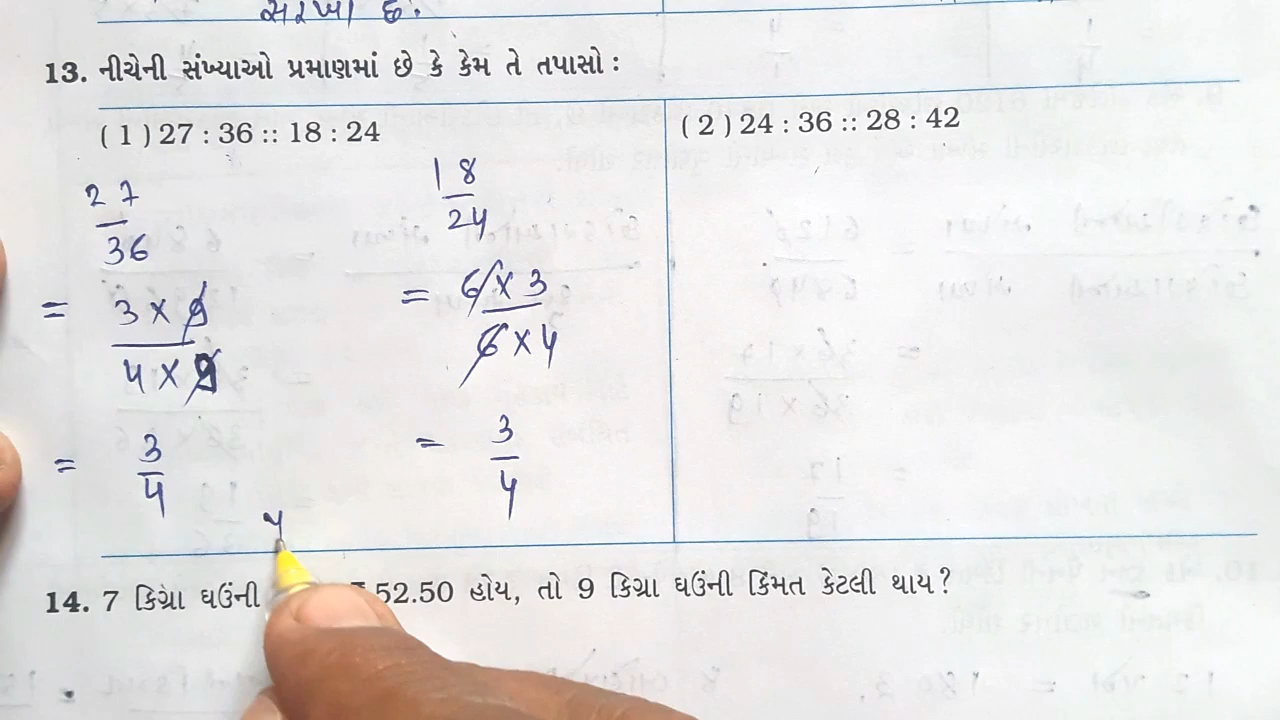 સરખા છે.
13. નીચેની સંખ્યાઓ પ્રમાણમાં છે કે કેમ તે તપાસો :
( 1 ) 27 : 36 :: 18 : 24
27
36
= 3 × 9
4 × 9
= 3
4
18
24
= 6 × 3
6 × 4
= 3
4
( 2 ) 24 : 36 :: 28 : 42
14. 7 કિગ્રા ઘઉંની 52.50 હોય, તો 9 કિગ્રા ઘઉંની કિંમત કેટલી થાય?